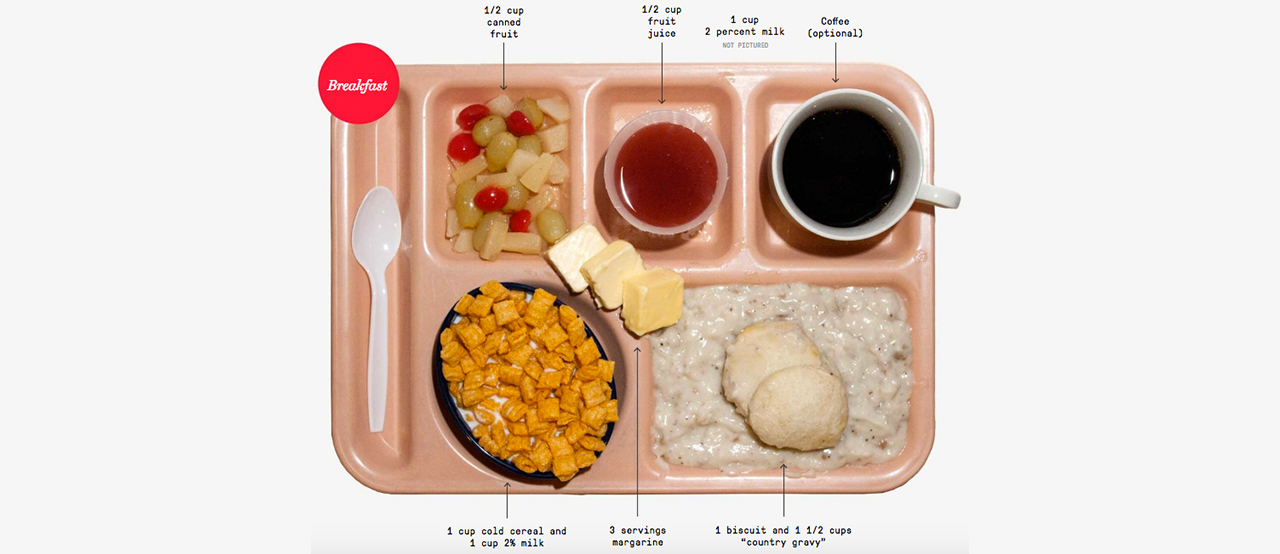 1/2 cup
canned
fruit
1/2 cup
fruit
juice
1 cup
2 percent milk
NOT PICTURED
Coffee
(optional)
Breakfast
1 cup cold cereal and
1 cup 2% milk
3 servings
margarine
1 biscuit and 1 1/2 cups
“country gravy”